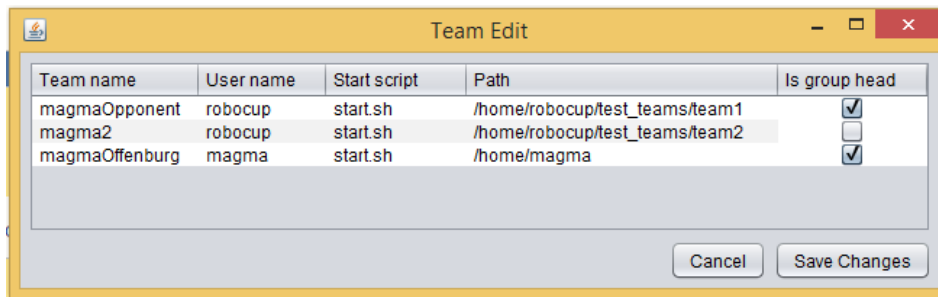 Team Edit
Team name User name Start script Path Is group head
magmaOpponent robocup start.sh /home/robocup/test_teams/team1
magma2 robocup start.sh /home/robocup/test_teams/team2
magmaOffenburg magma start.sh /home/magma
Cancel Save Changes